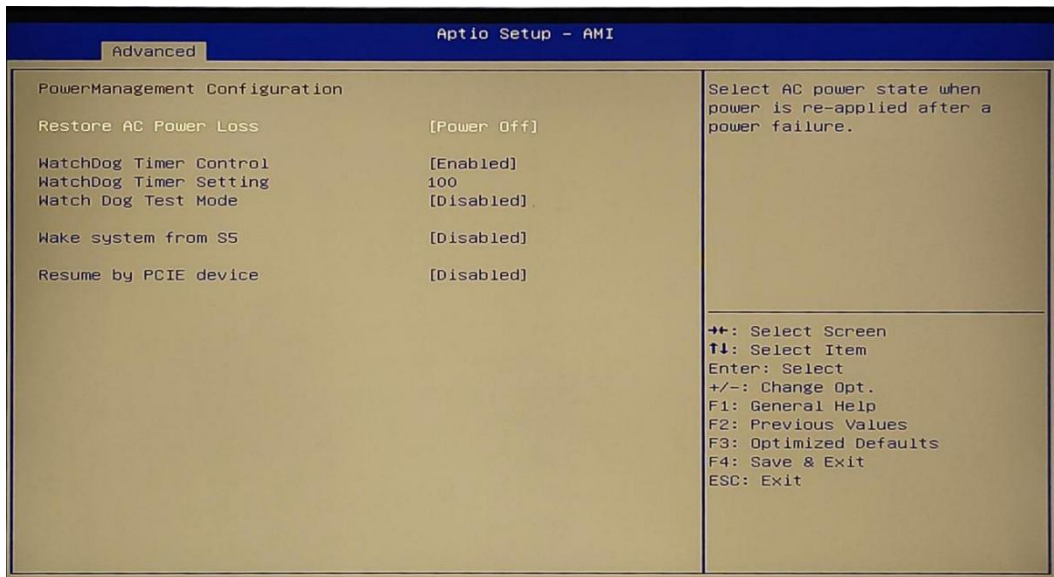 Aptio Setup - AMI
Advanced
PowerManagement Configuration
Restore AC Power Loss [Power Off]
WatchDog Timer Control [Enabled]
WatchDog Timer Setting 100
Watch Dog Test Mode [Disabled]
Wake system from S5 [Disabled]
Resume by PCIE device [Disabled]
Select AC power state when
power is re-applied after a
power failure.
→←: Select Screen
↑↓: Select Item
Enter: Select
+/-: Change Opt.
F1: General Help
F2: Previous Values
F3: Optimized Defaults
F4: Save & Exit
ESC: Exit